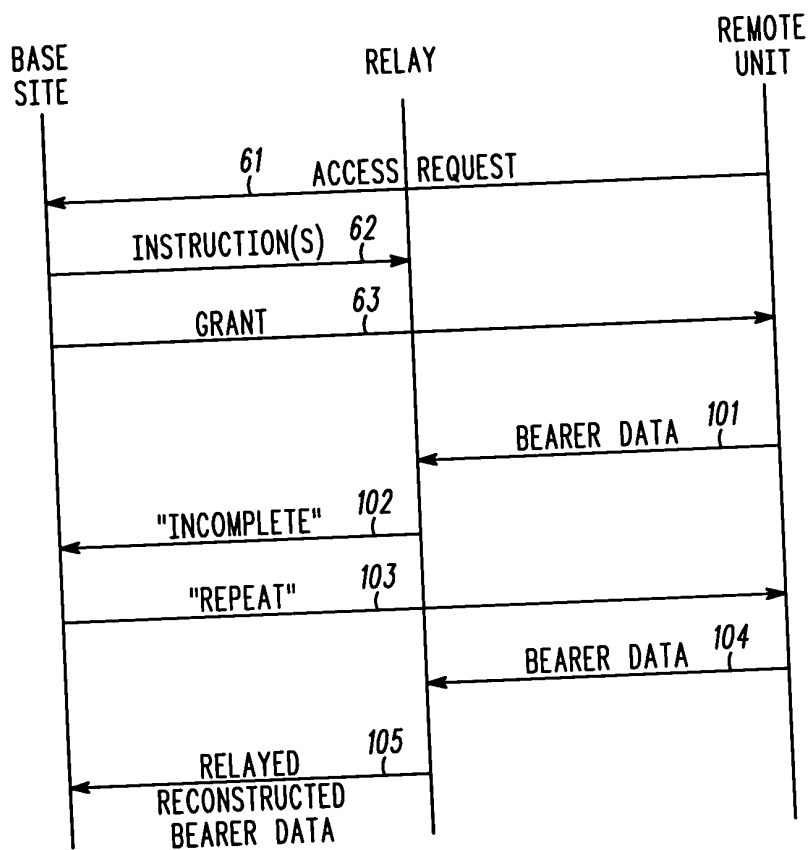 BASE
SITE
RELAY
REMOTE
UNIT
61
ACCESS REQUEST
INSTRUCTION(S) 62
GRANT 63
BEARER DATA 101
"INCOMPLETE" 102
"REPEAT" 103
BEARER DATA 104
RELAYED 105
RECONSTRUCTED
BEARER DATA